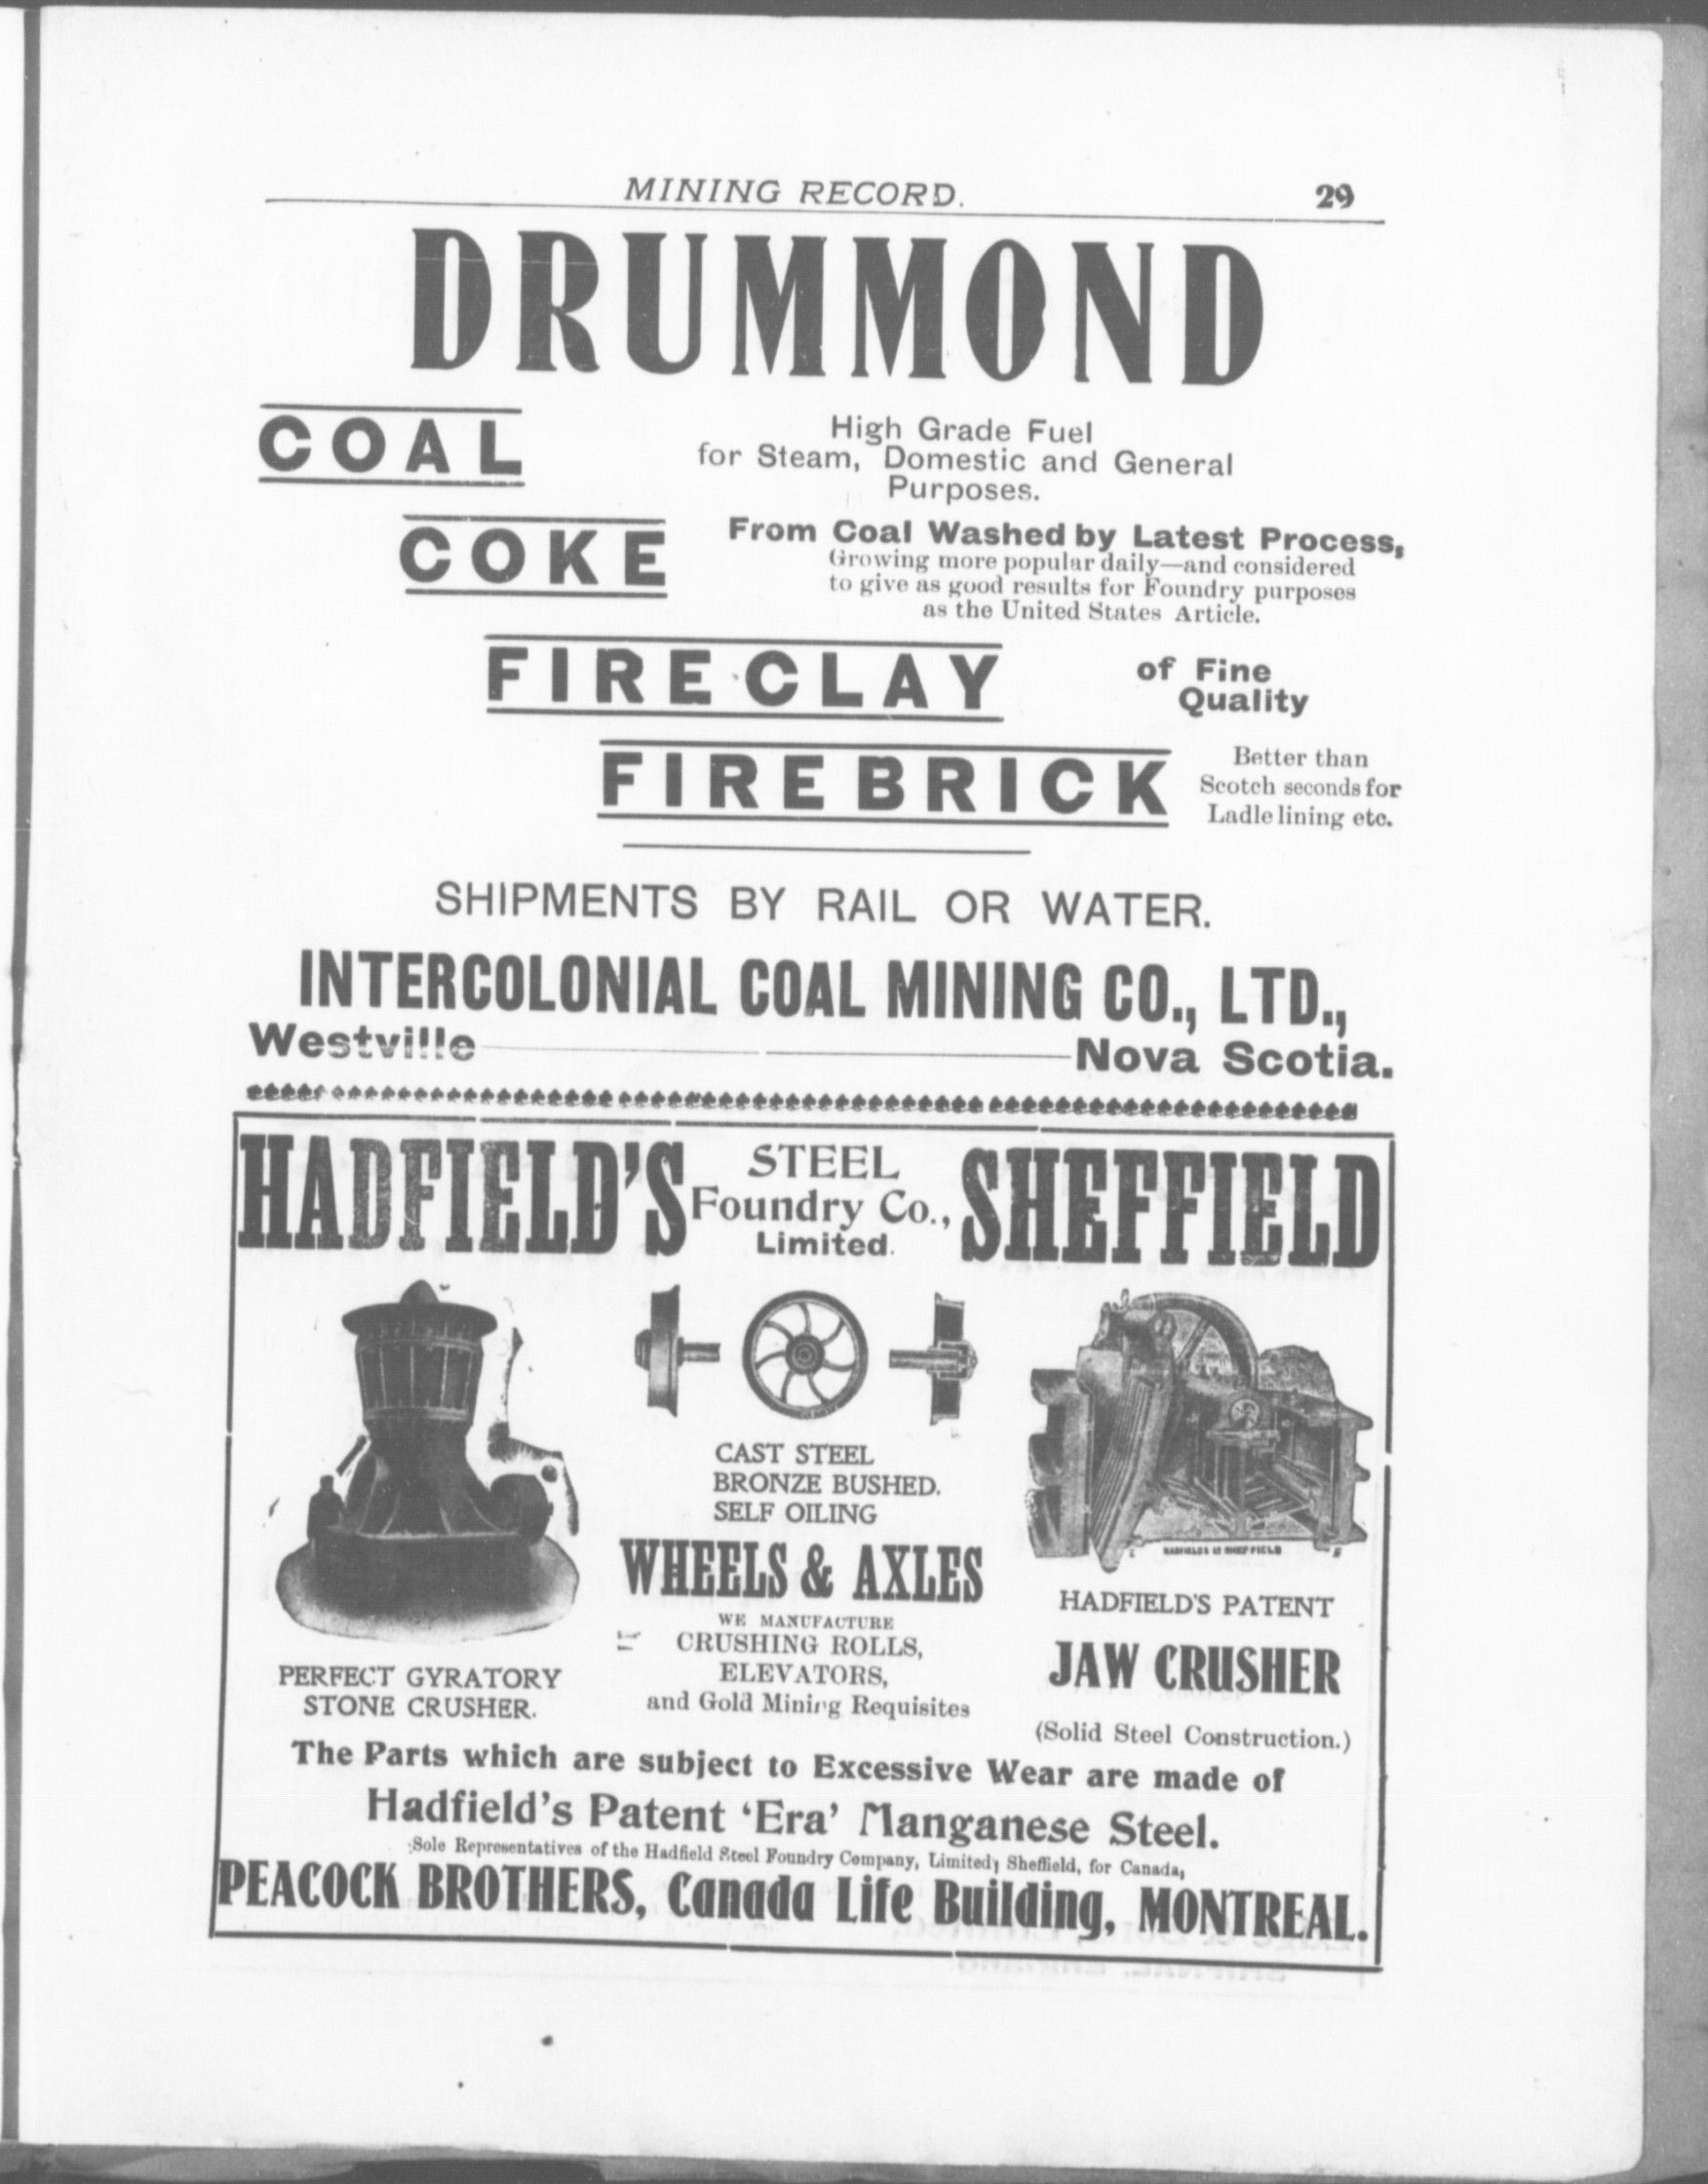 MINING RECORD. 29
DRUMMOND
COAL
High Grade Fuel
for Steam, Domestic and General
Purposes.
COKE
From Coal Washed by Latest Process,
Growing more popular daily—and considered
to give as good results for Foundry purposes
as the United States Article.
FIRECLAY
of Fine
Quality
FIREBRICK
Better than
Scotch seconds for
Ladle lining etc.
SHIPMENTS BY RAIL OR WATER.
INTERCOLONIAL COAL MINING CO., LTD.,
Westville Nova Scotia.
HADFIELD'S STEEL Foundry Co., Limited. SHEFFIELD
PERFECT GYRATORY
STONE CRUSHER.
CAST STEEL
BRONZE BUSHED.
SELF OILING
WHEELS & AXLES
WE MANUFACTURE
CRUSHING ROLLS,
ELEVATORS,
and Gold Mining Requisites
HADFIELDS LD SHEFFIELD
HADFIELD'S PATENT
JAW CRUSHER
(Solid Steel Construction.)
The Parts which are subject to Excessive Wear are made of
Hadfield's Patent 'Era' Manganese Steel.
Sole Representatives of the Hadfield Steel Foundry Company, Limited, Sheffield, for Canada,
PEACOCK BROTHERS, Canada Life Building, MONTREAL.